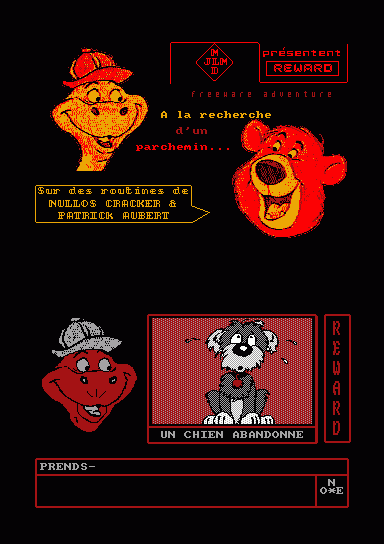 M
JLM
D
présentent
REWARD
freeware adventure
A la recherche
d'un
parchemin...
Sur des routines de
NULLOS CRACKER &
PATRICK AUBERT
REWARD
UN CHIEN ABANDONNE
PRENDS-
N
O*E